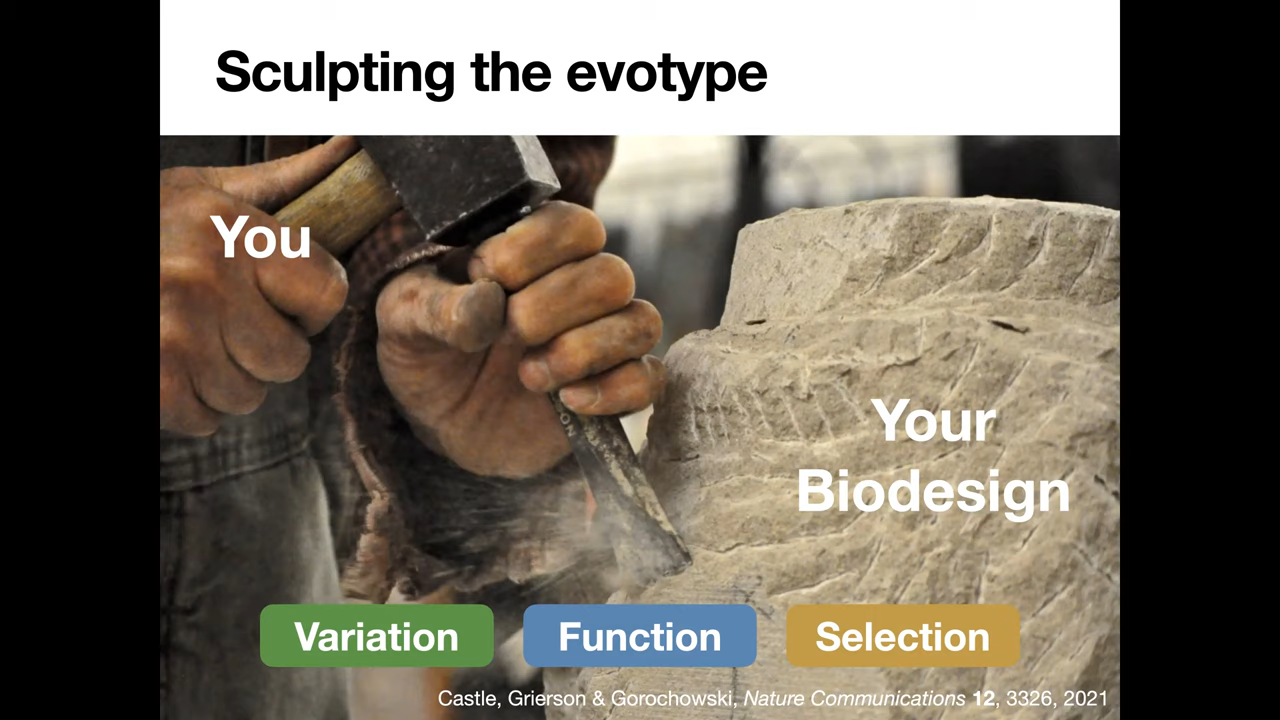 Sculpting the evotype
You
Your
Biodesign
Variation
Function
Selection
Castle, Grierson & Gorochowski, Nature Communications 12, 3326, 2021